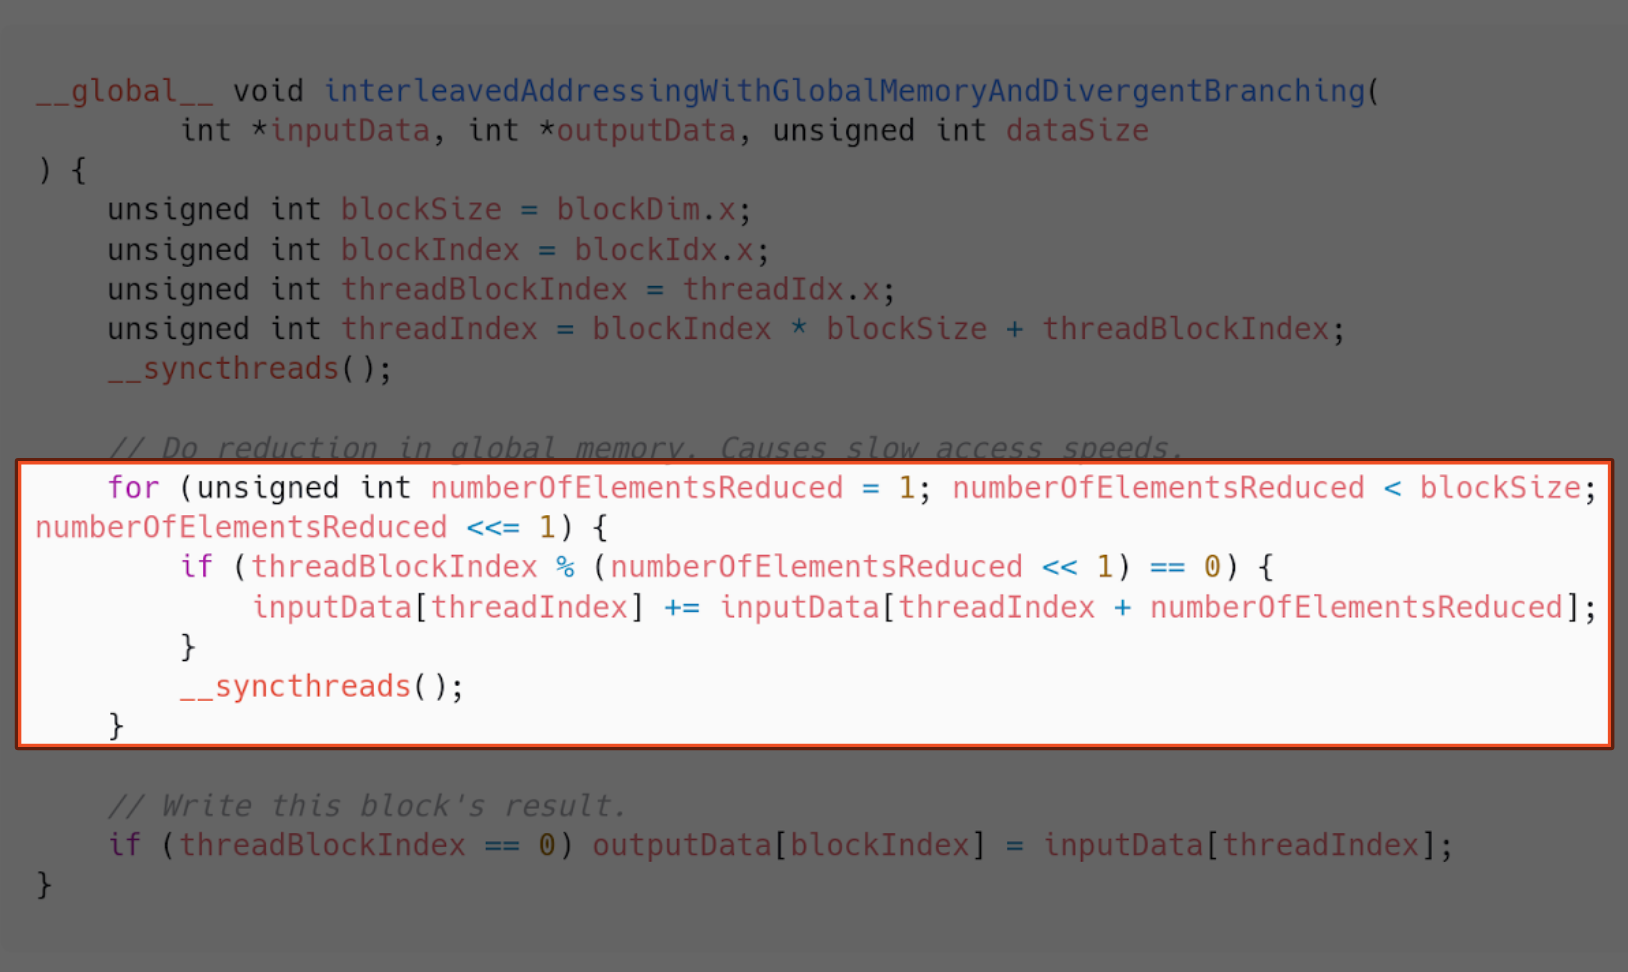 __global__ void interleavedAddressingWithGlobalMemoryAndDivergentBranching(
int *inputData, int *outputData, unsigned int dataSize
) {
unsigned int blockSize = blockDim.x;
unsigned int blockIndex = blockIdx.x;
unsigned int threadBlockIndex = threadIdx.x;
unsigned int threadIndex = blockIndex * blockSize + threadBlockIndex;
__syncthreads();
// Do reduction in global memory. Causes slow access speeds.
for (unsigned int numberOfElementsReduced = 1; numberOfElementsReduced < blockSize;
numberOfElementsReduced <<= 1) {
if (threadBlockIndex % (numberOfElementsReduced << 1) == 0) {
inputData[threadIndex] += inputData[threadIndex + numberOfElementsReduced];
}
__syncthreads();
}
// Write this block's result.
if (threadBlockIndex == 0) outputData[blockIndex] = inputData[threadIndex];
}